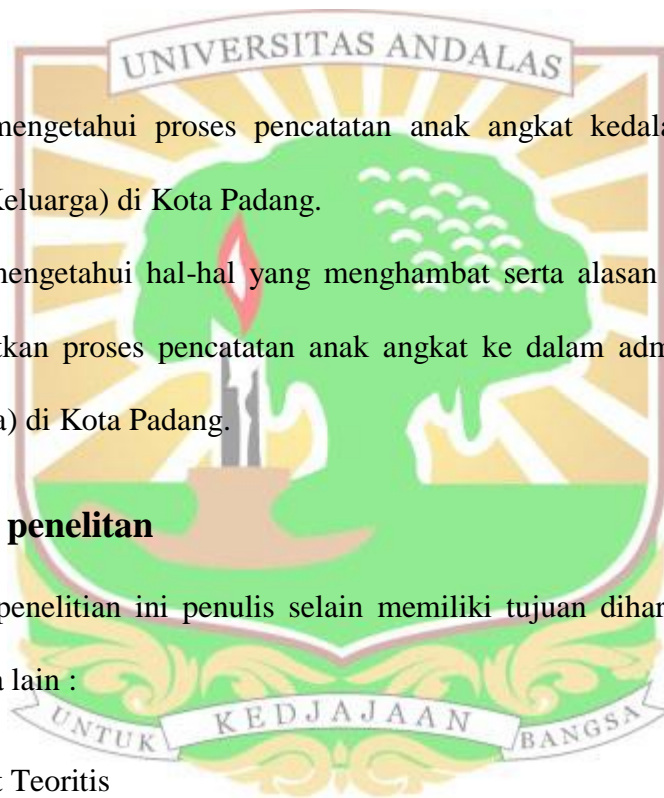 UNIVERSITAS ANDALAS
mengetahui proses pencatatan anak angkat kedala
Keluarga) di Kota Padang.
mengetahui hal-hal yang menghambat serta alasan
tkan proses pencatatan anak angkat ke dalam adm
a) di Kota Padang.
penelitan
penelitian ini penulis selain memiliki tujuan dihar
a lain :
UNTUK KEDJAJAAN BANGSA
t Teoritis